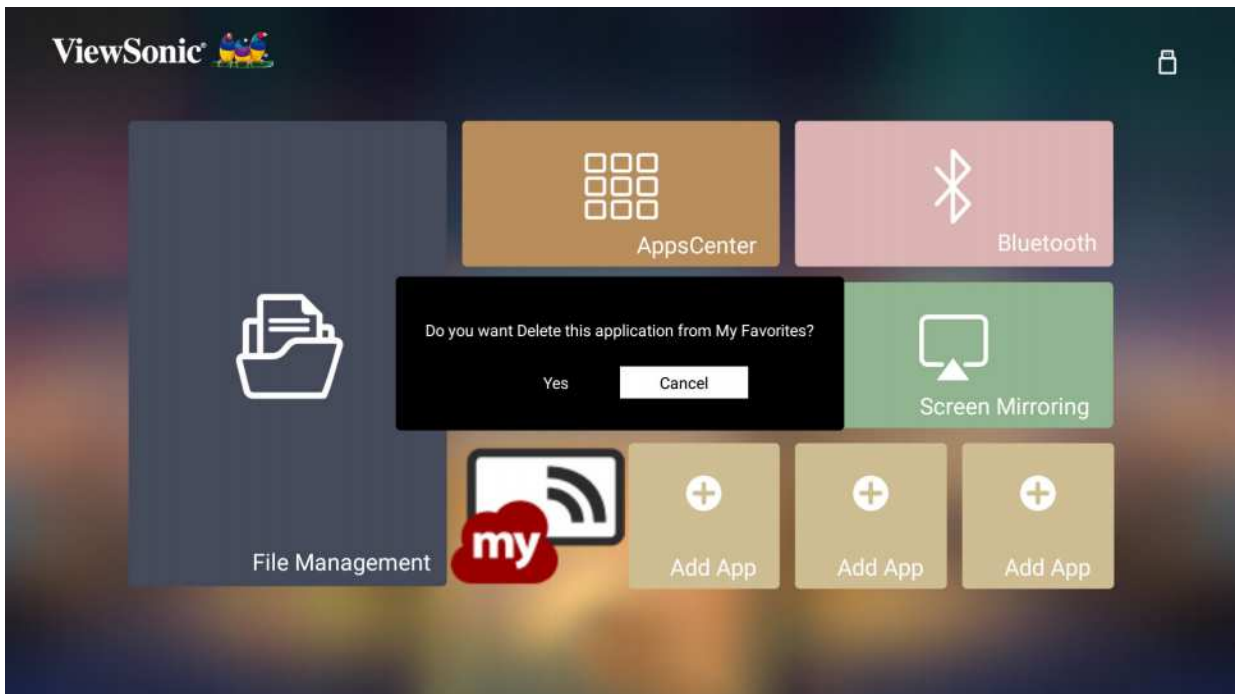 ViewSonic®
AppsCenter
Bluetooth
Do you want Delete this application from My Favorites?
Yes
Cancel
Screen Mirroring
File Management
my
Add App
Add App
Add App